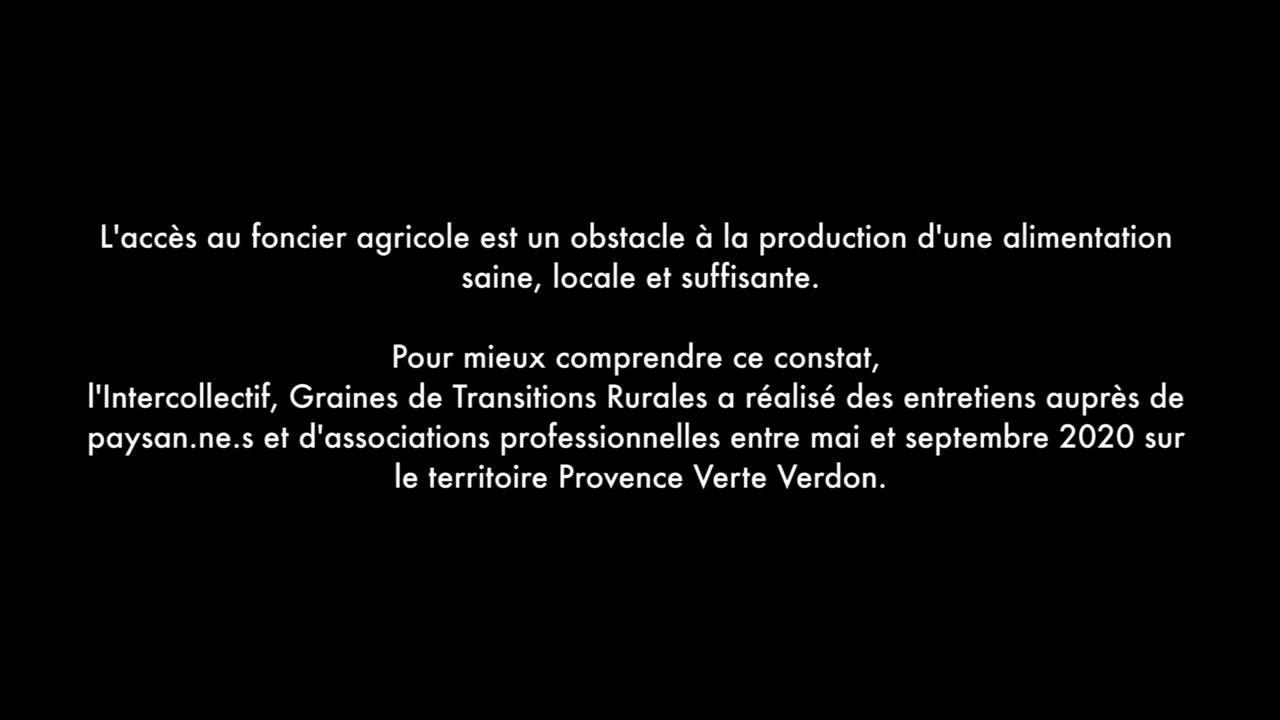 L'accès au foncier agricole est un obstacle à la production d'une alimentation
saine, locale et suffisante.
Pour mieux comprendre ce constat,
l'Intercollectif, Graines de Transitions Rurales a réalisé des entretiens auprès de
paysan.ne.s et d'associations professionnelles entre mai et septembre 2020 sur
le territoire Provence Verte Verdon.